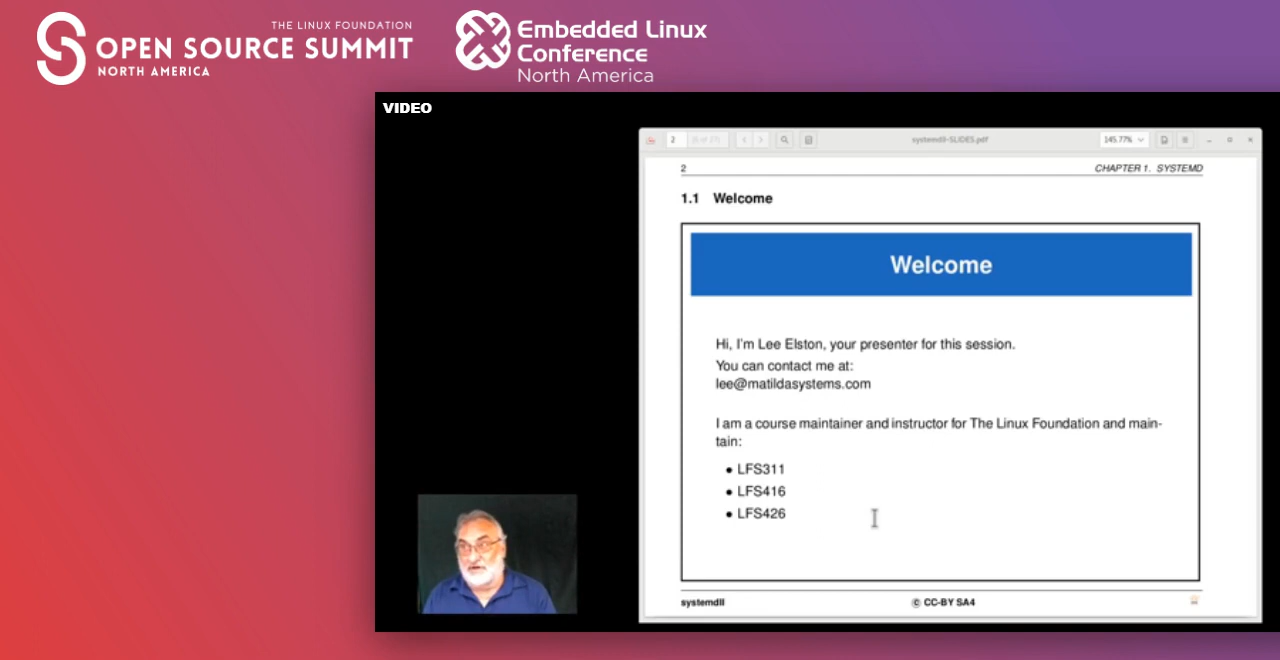 THE LINUX FOUNDATION
OPEN SOURCE SUMMIT
NORTH AMERICA
Embedded Linux
Conference
North America
VIDEO
2
systemdII-SLIDES.pdf
145.77%
2
CHAPTER 1. SYSTEMD
1.1 Welcome
Welcome
Hi, I'm Lee Elston, your presenter for this session.
You can contact me at:
lee@matildasystems.com
I am a course maintainer and instructor for The Linux Foundation and main-
tain:
• LFS311
• LFS416
• LFS426
systemdII
© CC-BY SA4